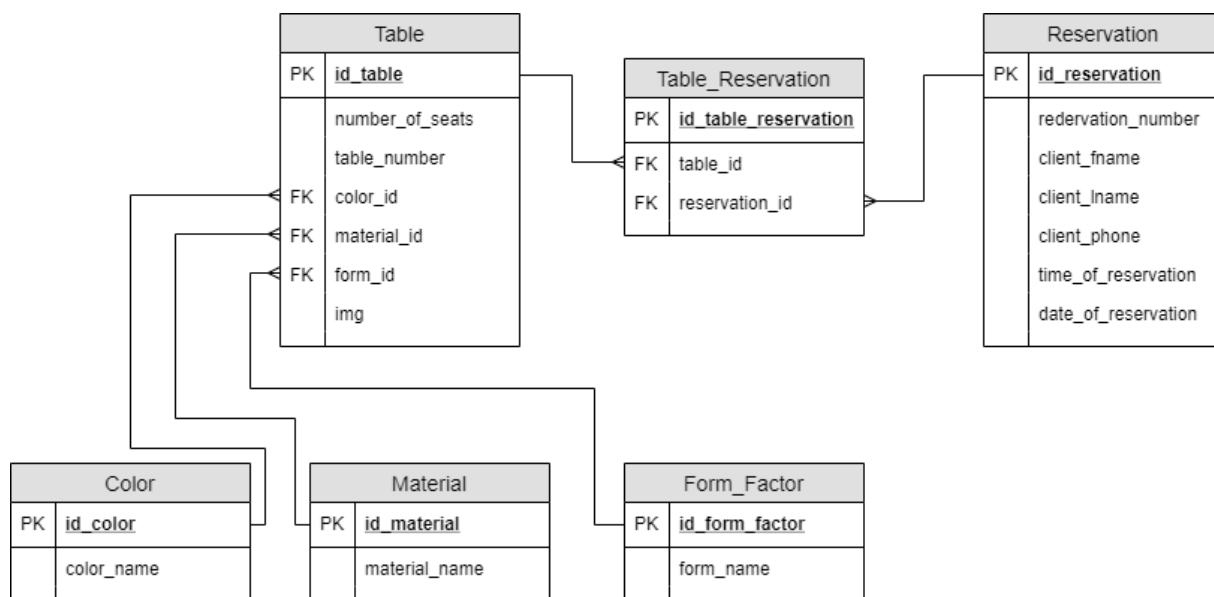 Table
PK id_table
number_of_seats
table_number
FK color_id
FK material_id
FK form_id
img
Table_Reservation
PK id_table_reservation
FK table_id
FK reservation_id
Reservation
PK id_reservation
redervation_number
client_fname
client_lname
client_phone
time_of_reservation
date_of_reservation
Color
PK id_color
color_name
Material
PK id_material
material_name
Form_Factor
PK id_form_factor
form_name